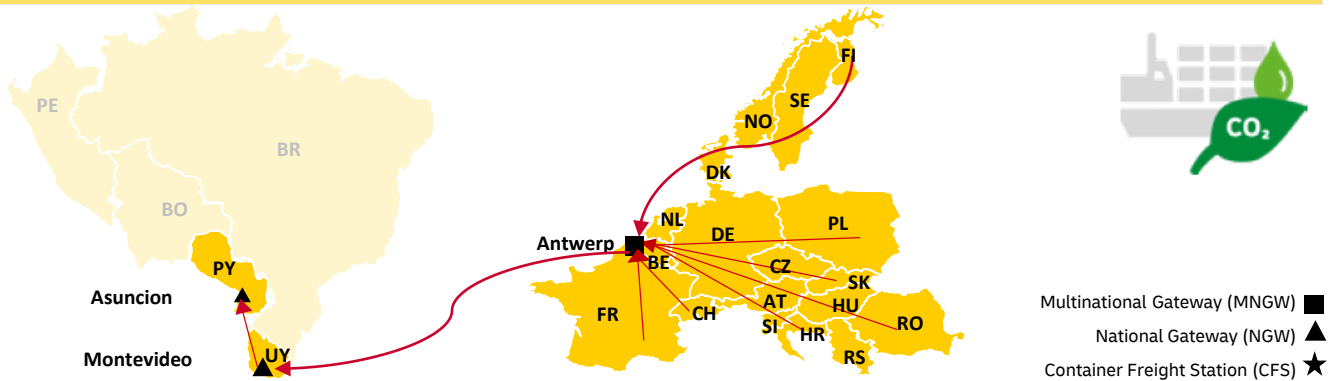 PE
BR
BO
PY
Asuncion
Montevideo
UY
FI
SE
NO
DK
NL
Antwerp
BE
DE
PL
CZ
SK
FR
CH
AT
HU
SI
HR
RO
RS
CO₂
Multinational Gateway (MNGW)
National Gateway (NGW)
Container Freight Station (CFS)